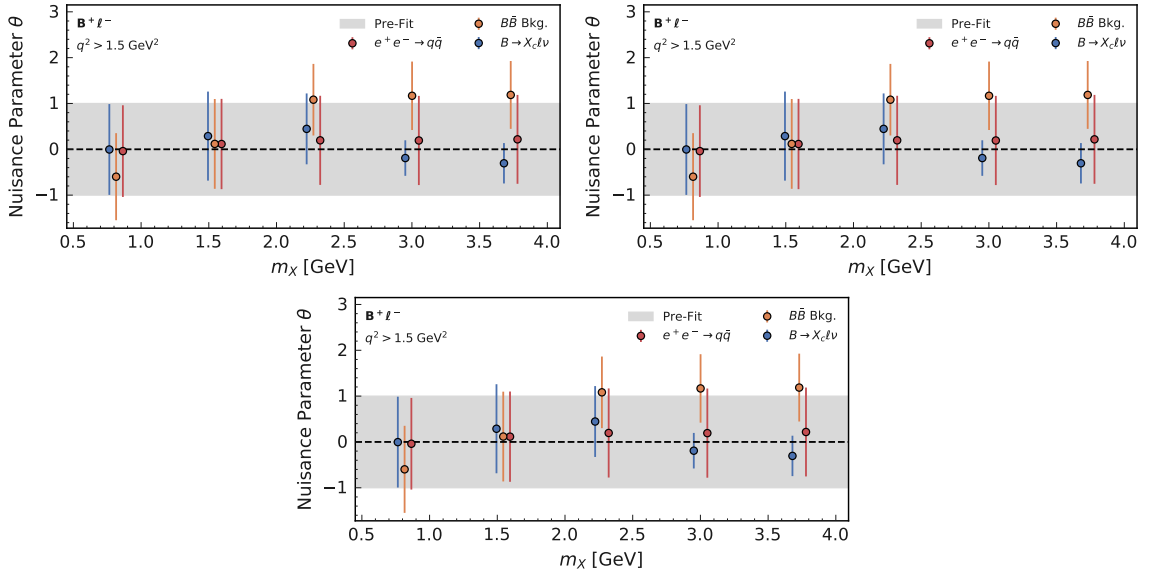 B⁺ℓ⁻
q² > 1.5 GeV²
Pre-Fit
e⁺e⁻→qq̄
BB̄ Bkg.
B→X_cℓν
Nuisance Parameter θ
3
2
1
0
−1
0.5 1.0 1.5 2.0 2.5 3.0 3.5 4.0
m_X [GeV]
B⁺ℓ⁻
q² > 1.5 GeV²
Pre-Fit
e⁺e⁻→qq̄
BB̄ Bkg.
B→X_cℓν
Nuisance Parameter θ
3
2
1
0
−1
0.5 1.0 1.5 2.0 2.5 3.0 3.5 4.0
m_X [GeV]
B⁺ℓ⁻
q² > 1.5 GeV²
Pre-Fit
e⁺e⁻→qq̄
BB̄ Bkg.
B→X_cℓν
Nuisance Parameter θ
3
2
1
0
−1
0.5 1.0 1.5 2.0 2.5 3.0 3.5 4.0
m_X [GeV]